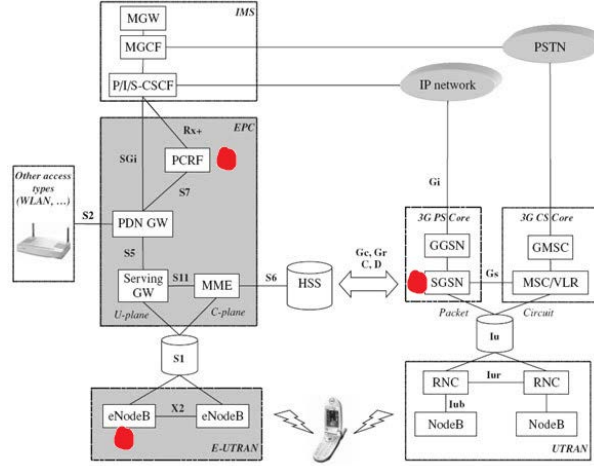 IMS
MGW
MGCF
P/I/S-CSCF
PSTN
IP network
EPC
Rx+
SGi
PCRF
S7
Other access
types
(WLAN, ...)
S2
PDN GW
S5
Serving
GW
S11
MME
S6
HSS
U-plane
C-plane
Gc, Gr
C, D
Gi
3G PS Core
3G CS Core
GGSN
GMSC
SGSN
Gs
MSC/VLR
Packet
Circuit
S1
Iu
eNodeB
X2
eNodeB
E-UTRAN
RNC
Iur
RNC
Iub
NodeB
NodeB
UTRAN